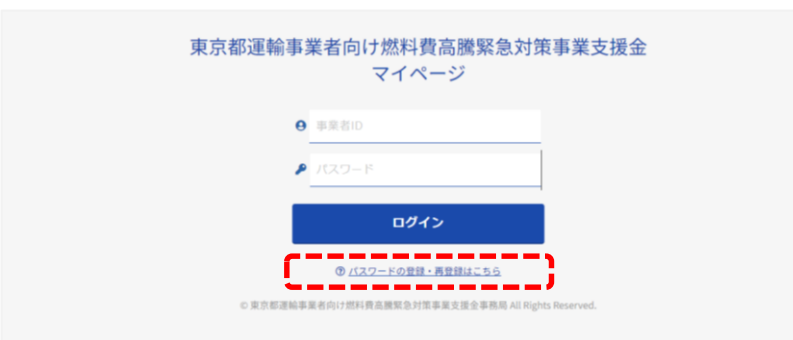 東京都運輸事業者向け燃料費高騰緊急対策事業支援金
マイページ
事業者ID
パスワード
ログイン
パスワードの登録・再登録はこちら
© 東京都運輸事業者向け燃料費高騰緊急対策事業支援金事務局 All Rights Reserved.